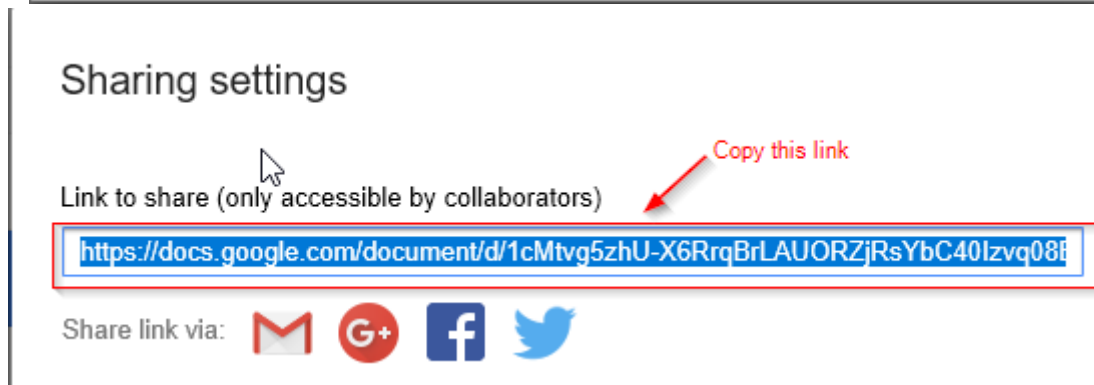 Sharing settings
Copy this link
Link to share (only accessible by collaborators)
https://docs.google.com/document/d/1cMtvg5zhU-X6RrqBrLAUORZjRsYbC40Izvq08E
Share link via:
G+